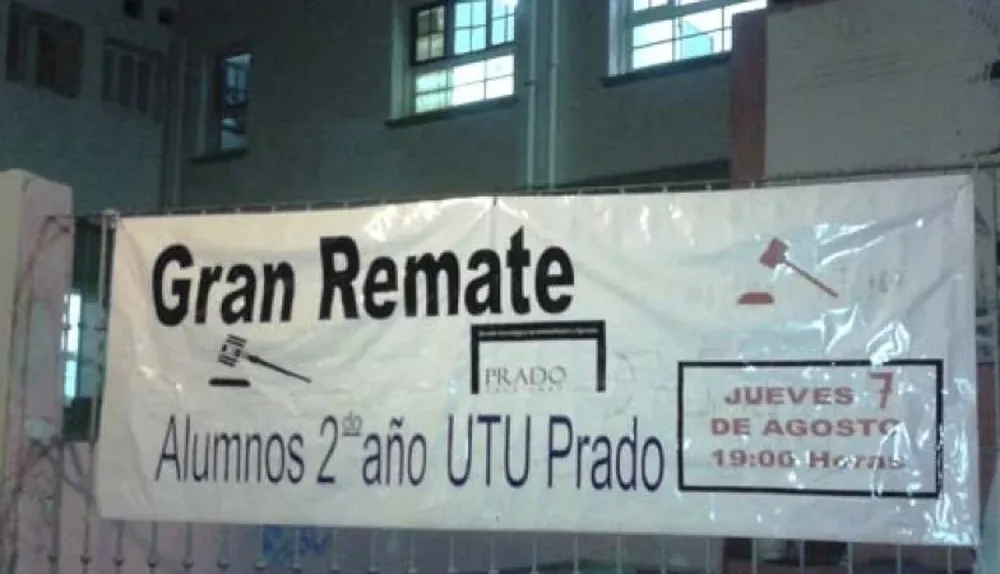 Gran Remate
PRADO
Alumnos 2do año UTU Prado
JUEVES 7
DE AGOSTO
19:00 Horas